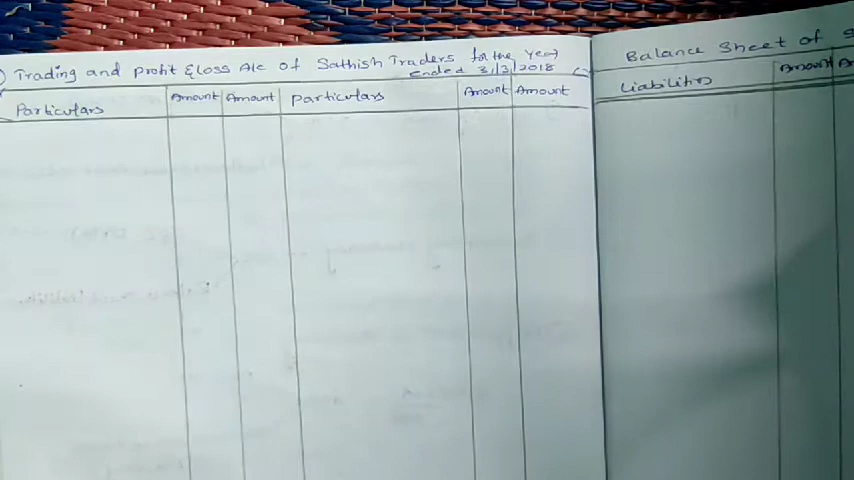 Trading and profit & loss A/c of Sathish Traders for the Year
ended 31/3/2018
Particulars Amount Amount Particulars Amount Amount
Balance Sheet of
Liabilities Amount